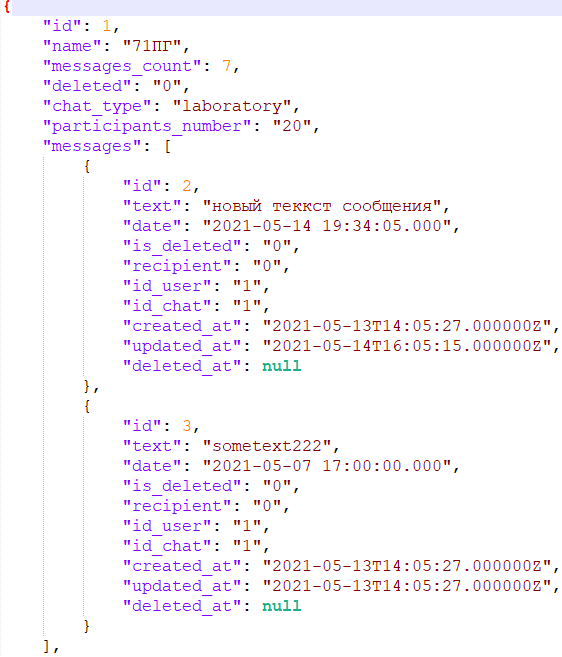 {
"id": 1,
"name": "71ПГ",
"messages_count": 7,
"deleted": "0",
"chat_type": "laboratory",
"participants_number": "20",
"messages": [
{
"id": 2,
"text": "новый теккст сообщения",
"date": "2021-05-14 19:34:05.000",
"is_deleted": "0",
"recipient": "0",
"id_user": "1",
"id_chat": "1",
"created_at": "2021-05-13T14:05:27.000000Z",
"updated_at": "2021-05-14T16:05:15.000000Z",
"deleted_at": null
},
{
"id": 3,
"text": "sometext222",
"date": "2021-05-07 17:00:00.000",
"is_deleted": "0",
"recipient": "0",
"id_user": "1",
"id_chat": "1",
"created_at": "2021-05-13T14:05:27.000000Z",
"updated_at": "2021-05-13T14:05:27.000000Z",
"deleted_at": null
}
],